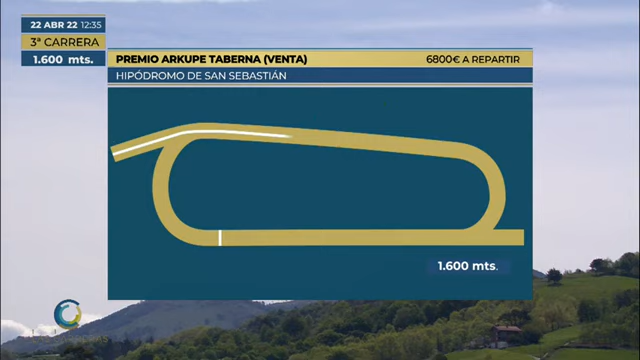 22 ABR 22 12:35
3ª CARRERA
1.600 mts.
PREMIO ARKUPE TABERNA (VENTA) 6800€ A REPARTIR
HIPÓDROMO DE SAN SEBASTIÁN
1.600 mts.